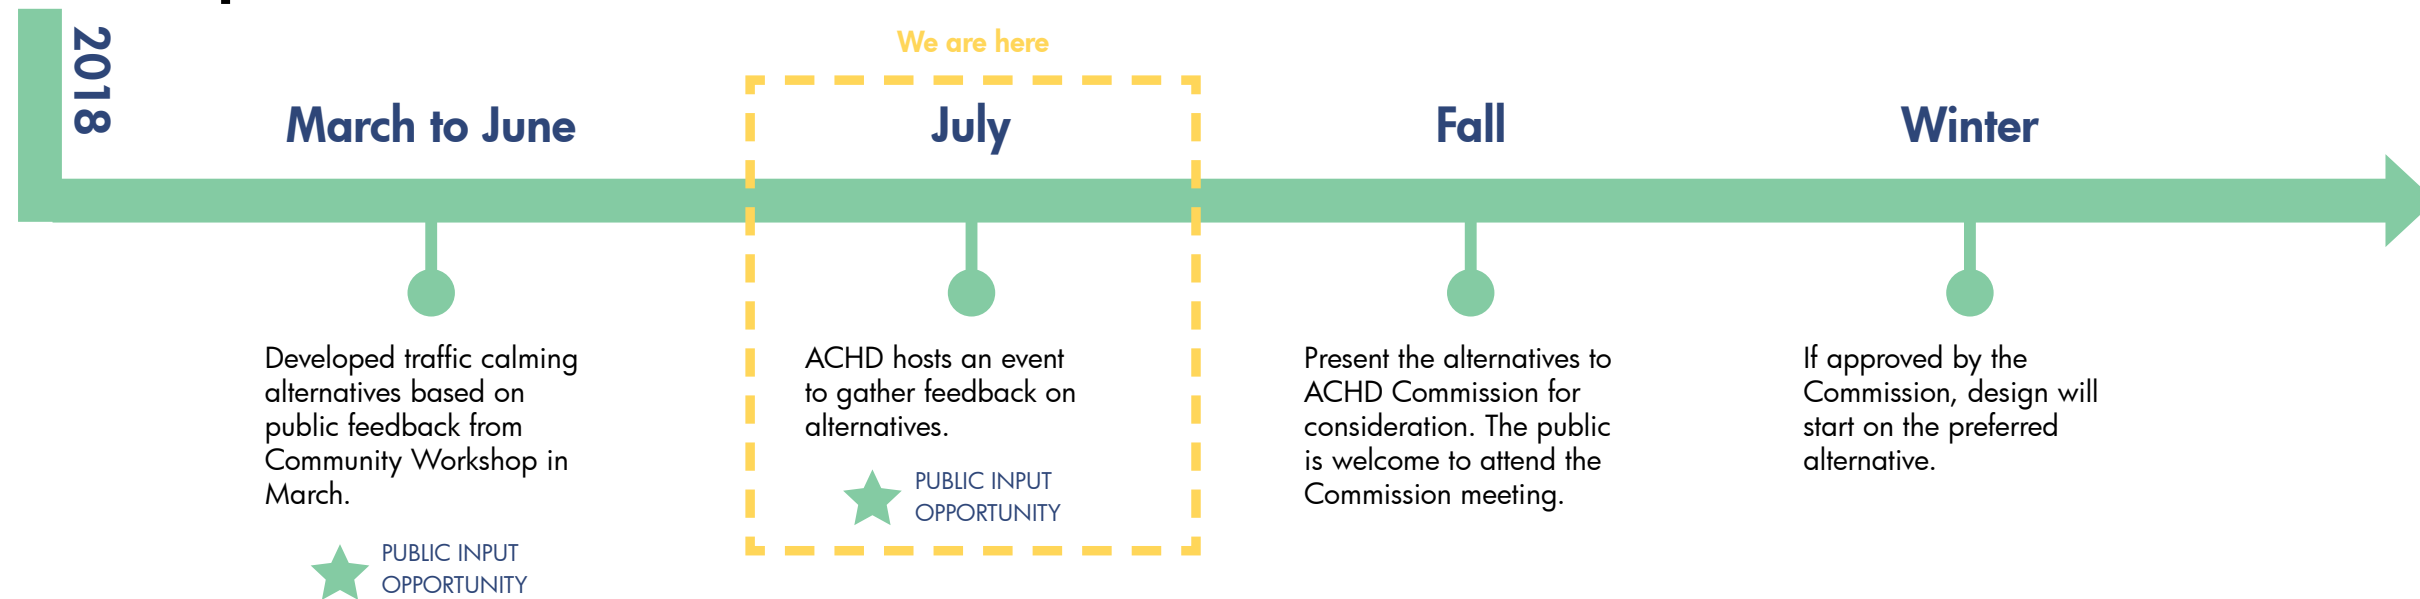 2018
We are here
March to June
July
Fall
Winter
Developed traffic calming
alternatives based on
public feedback from
Community Workshop in
March.
PUBLIC INPUT
OPPORTUNITY
ACHD hosts an event
to gather feedback on
alternatives.
PUBLIC INPUT
OPPORTUNITY
Present the alternatives to
ACHD Commission for
consideration. The public
is welcome to attend the
Commission meeting.
If approved by the
Commission, design will
start on the preferred
alternative.